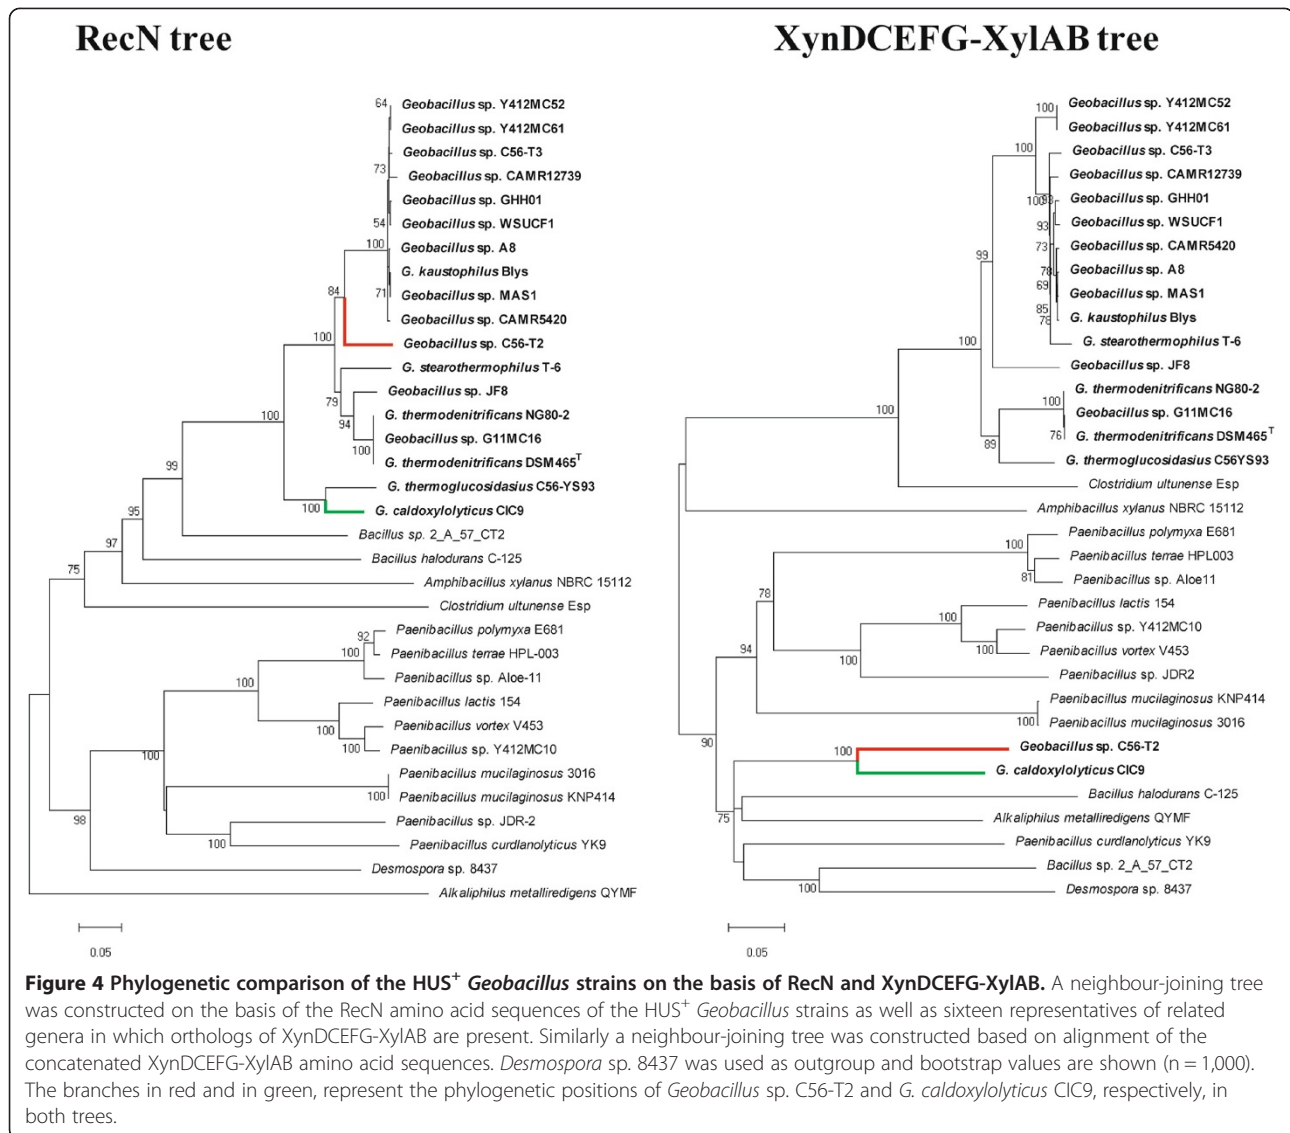 RecN tree
XynDCEFG-XylAB tree
64
Geobacillus sp. Y412MC52
Geobacillus sp. Y412MC61
Geobacillus sp. C56-T3
73
Geobacillus sp. CAMR12739
Geobacillus sp. GHH01
54
Geobacillus sp. WSUCF1
100
Geobacillus sp. A8
G. kaustophilus Blys
84
71
Geobacillus sp. MAS1
Geobacillus sp. CAMR5420
100
Geobacillus sp. C56-T2
G. stearothermophilus T-6
Geobacillus sp. JF8
79
100
G. thermodenitrificans NG80-2
94
Geobacillus sp. G11MC16
100
G. thermodenitrificans DSM465T
99
G. thermoglucosidasius C56-YS93
100
G. caldoxylolyticus CIC9
95
Bacillus sp. 2_A_57_CT2
97
Bacillus halodurans C-125
75
Amphibacillus xylanus NBRC 15112
Clostridium ultunense Esp
92
Paenibacillus polymyxa E681
100
Paenibacillus terrae HPL-003
Paenibacillus sp. Aloe-11
100
Paenibacillus lactis 154
100
Paenibacillus vortex V453
100
Paenibacillus sp. Y412MC10
100
Paenibacillus mucilaginosus 3016
100
Paenibacillus mucilaginosus KNP414
98
Paenibacillus sp. JDR-2
100
Paenibacillus curdlanolyticus YK9
Desmospora sp. 8437
Alkaliphilus metalliredigens QYMF
0.05
100
Geobacillus sp. Y412MC52
Geobacillus sp. Y412MC61
100
Geobacillus sp. C56-T3
Geobacillus sp. CAMR12739
100
93
Geobacillus sp. GHH01
93
Geobacillus sp. WSUCF1
73
Geobacillus sp. CAMR5420
99
78
Geobacillus sp. A8
69
Geobacillus sp. MAS1
85
78
G. kaustophilus Blys
G. stearothermophilus T-6
Geobacillus sp. JF8
G. thermodenitrificans NG80-2
100
Geobacillus sp. G11MC16
100
76
G. thermodenitrificans DSM465T
89
G. thermoglucosidasius C56YS93
Clostridium ultunense Esp
Amphibacillus xylanus NBRC 15112
Paenibacillus polymyxa E681
100
Paenibacillus terrae HPL003
81
Paenibacillus sp. Aloe11
78
Paenibacillus lactis 154
100
Paenibacillus sp. Y412MC10
100
Paenibacillus vortex V453
94
100
Paenibacillus sp. JDR2
Paenibacillus mucilaginosus KNP414
100
Paenibacillus mucilaginosus 3016
90
100
Geobacillus sp. C56-T2
G. caldoxylolyticus CIC9
Bacillus halodurans C-125
75
Alkaliphilus metalliredigens QYMF
Paenibacillus curdlanolyticus YK9
Bacillus sp. 2_A_57_CT2
100
Desmospora sp. 8437
0.05
Figure 4 Phylogenetic comparison of the HUS+ Geobacillus strains on the basis of RecN and XynDCEFG-XylAB. A neighbour-joining tree
was constructed on the basis of the RecN amino acid sequences of the HUS+ Geobacillus strains as well as sixteen representatives of related
genera in which orthologs of XynDCEFG-XylAB are present. Similarly a neighbour-joining tree was constructed based on alignment of the
concatenated XynDCEFG-XylAB amino acid sequences. Desmospora sp. 8437 was used as outgroup and bootstrap values are shown (n = 1,000).
The branches in red and in green, represent the phylogenetic positions of Geobacillus sp. C56-T2 and G. caldoxylolyticus CIC9, respectively, in
both trees.